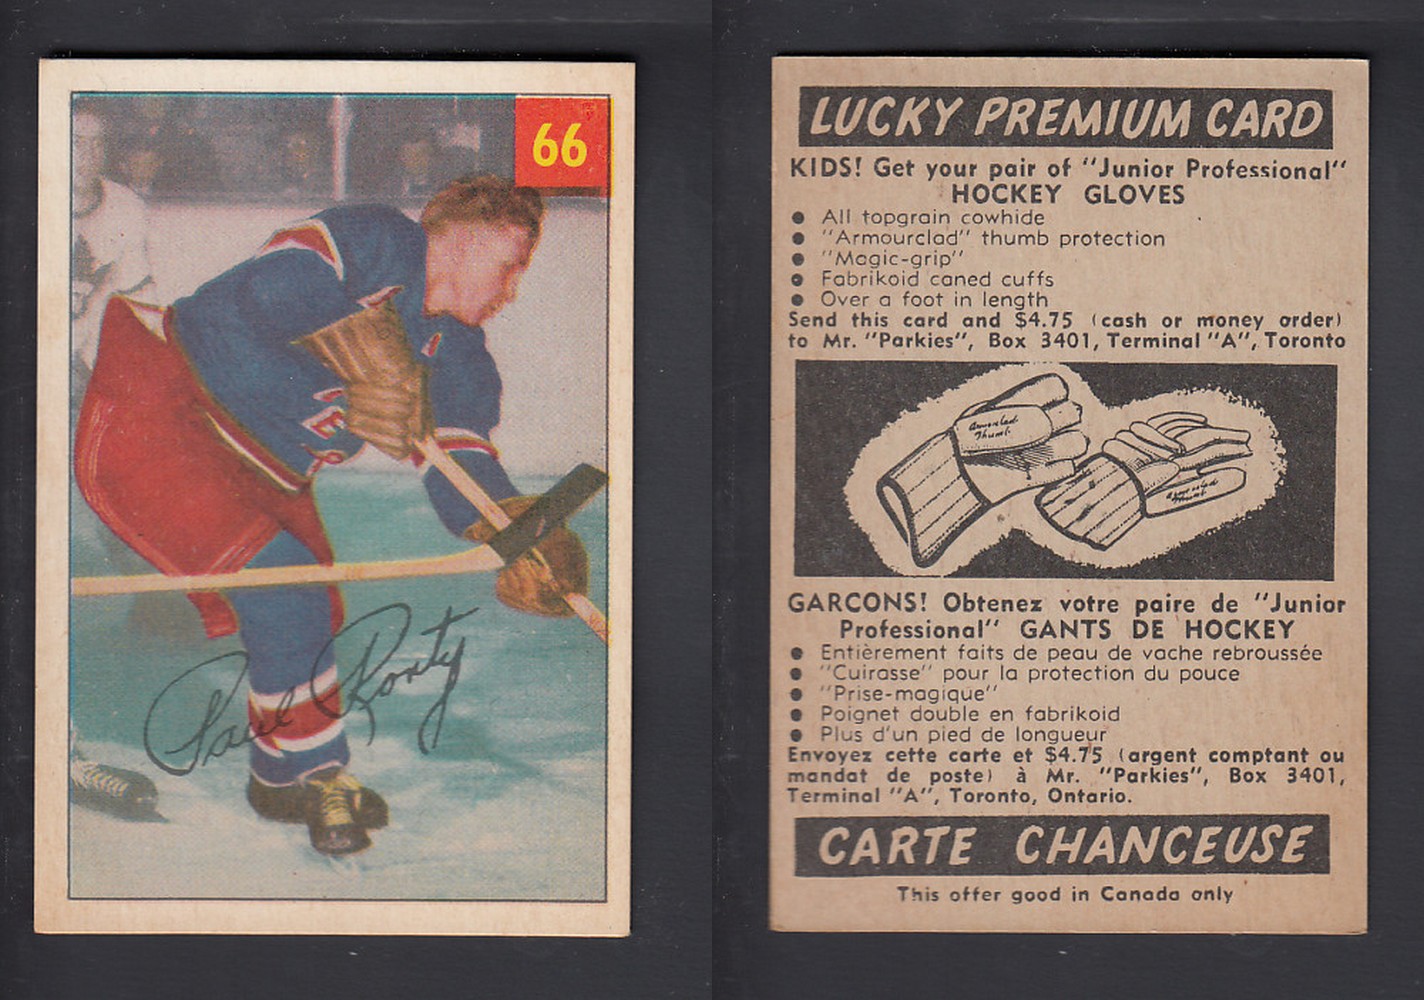 66
Paul Ronty
LUCKY PREMIUM CARD
KIDS! Get your pair of "Junior Professional"
HOCKEY GLOVES
• All topgrain cowhide
• "Armourclad" thumb protection
• "Magic-grip"
• Fabrikoid caned cuffs
• Over a foot in length
Send this card and $4.75 (cash or money order)
to Mr. "Parkies", Box 3401, Terminal "A", Toronto
Armorclad
Thumb
Armorclad
Thumb
GARCONS! Obtenez votre paire de "Junior
Professional" GANTS DE HOCKEY
• Entièrement faits de peau de vache rebroussée
• "Cuirasse" pour la protection du pouce
• "Prise-magique"
• Poignet double en fabrikoid
• Plus d'un pied de longueur
Envoyez cette carte et $4.75 (argent comptant ou
mandat de poste) à Mr. "Parkies", Box 3401,
Terminal "A", Toronto, Ontario.
CARTE CHANCEUSE
This offer good in Canada only